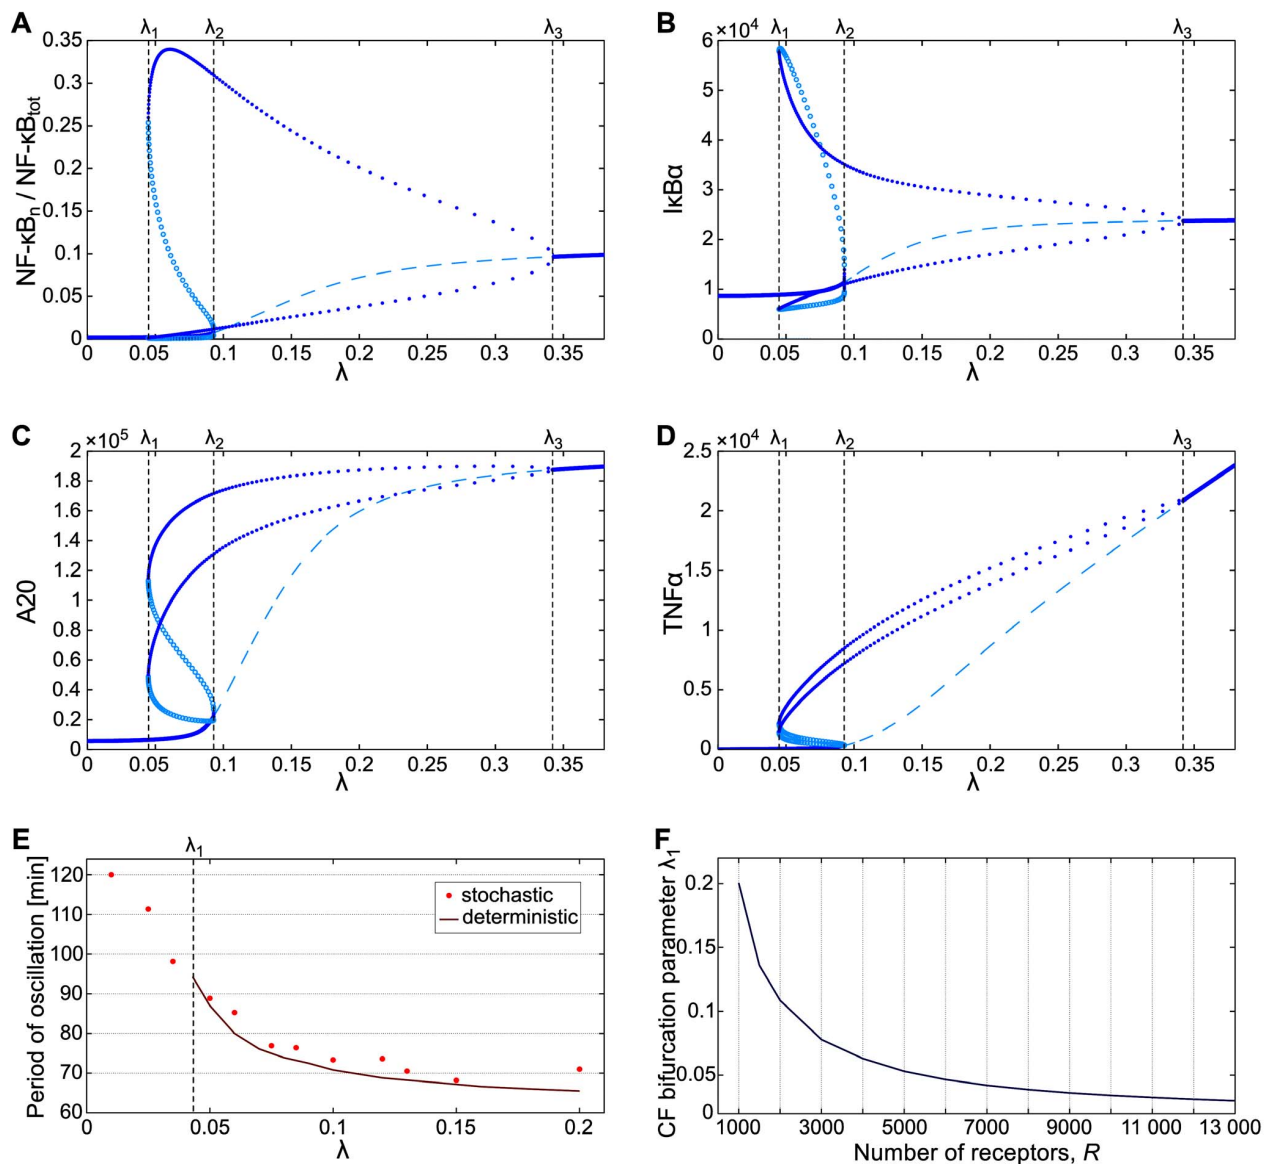 A
λ1
λ2
λ3
NF-κBn / NF-κBtot
0.35
0.3
0.25
0.2
0.15
0.1
0.05
0
0 0.05 0.1 0.15 0.2 0.25 0.3 0.35
λ
B
×10^4
λ1
λ2
λ3
IκBα
6
5
4
3
2
1
0
0 0.05 0.1 0.15 0.2 0.25 0.3 0.35
λ
C
×10^5
λ1
λ2
λ3
A20
2
1.8
1.6
1.4
1.2
1
0.8
0.6
0.4
0.2
0
0 0.05 0.1 0.15 0.2 0.25 0.3 0.35
λ
D
×10^4
λ1
λ2
λ3
TNFα
2.5
2
1.5
1
0.5
0
0 0.05 0.1 0.15 0.2 0.25 0.3 0.35
λ
E
λ1
Period of oscillation [min]
120
110
100
90
80
70
60
stochastic
deterministic
0 0.05 0.1 0.15 0.2
λ
F
CF bifurcation parameter λ1
0.2
0.15
0.1
0.05
0
1000 3000 5000 7000 9000 11 000 13 000
Number of receptors, R